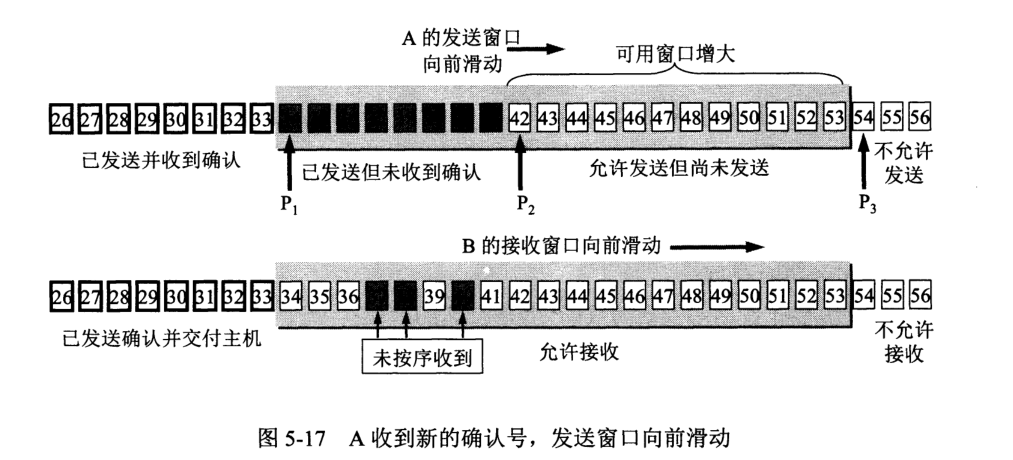 A 的发送窗口
向前滑动
可用窗口增大
26 27 28 29 30 31 32 33 42 43 44 45 46 47 48 49 50 51 52 53 54 55 56
已发送并收到确认
已发送但未收到确认
允许发送但尚未发送
不允许
发送
P1
P2
P3
B 的接收窗口向前滑动
26 27 28 29 30 31 32 33 34 35 36 39 41 42 43 44 45 46 47 48 49 50 51 52 53 54 55 56
已发送确认并交付主机
未按序收到
允许接收
不允许
接收
图 5-17 A 收到新的确认号，发送窗口向前滑动